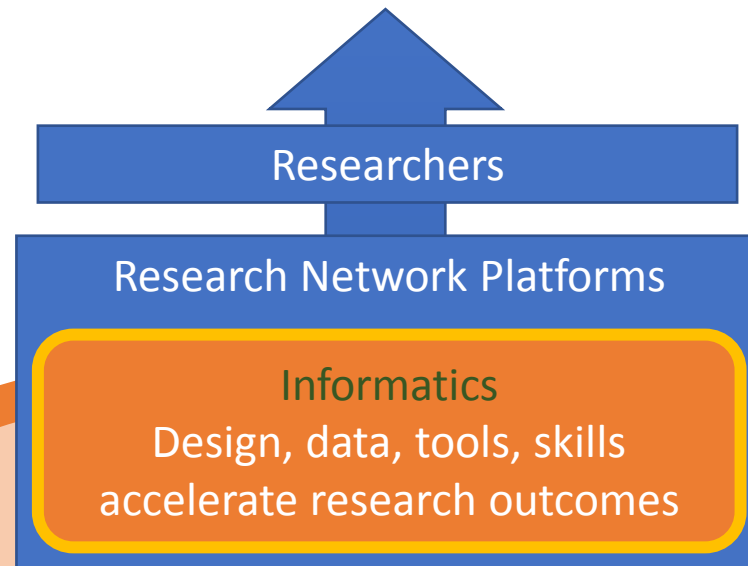 Researchers
Research Network Platforms
Informatics
Design, data, tools, skills
accelerate research outcomes